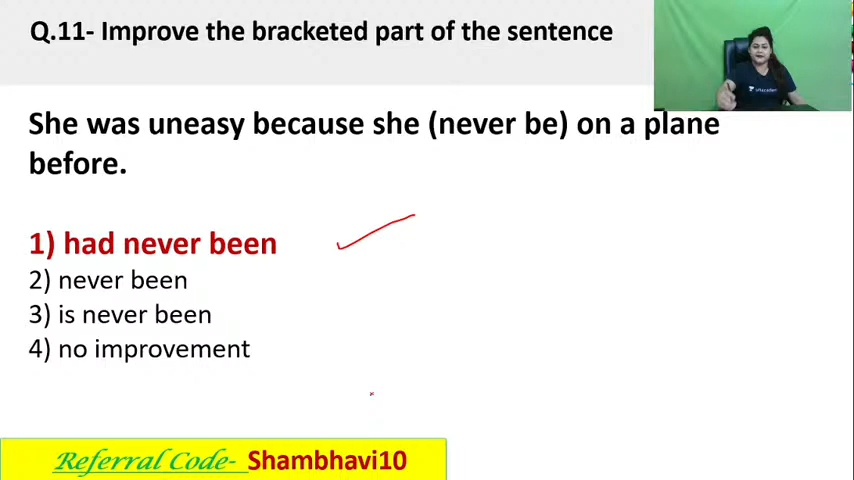 Q.11- Improve the bracketed part of the sentence
She was uneasy because she (never be) on a plane
before.
1) had never been
2) never been
3) is never been
4) no improvement
Referral Code- Shambhavi10